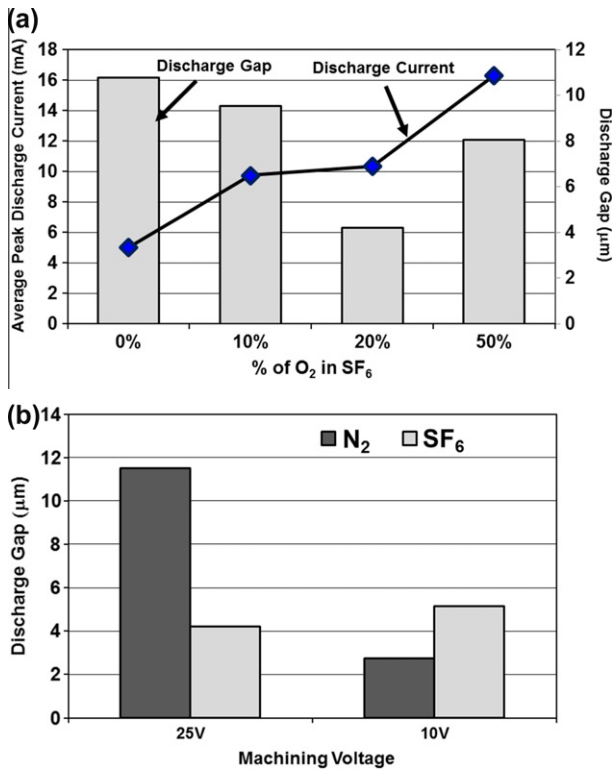 (a)
18
16
14
12
10
8
6
4
2
0
Average Peak Discharge Current (mA)
Discharge Gap
Discharge Current
12
10
8
6
4
2
0
Discharge Gap (μm)
0% 10% 20% 50%
% of O₂ in SF₆
(b)
14
12
10
8
6
4
2
0
Discharge Gap (μm)
N₂ SF₆
25V 10V
Machining Voltage